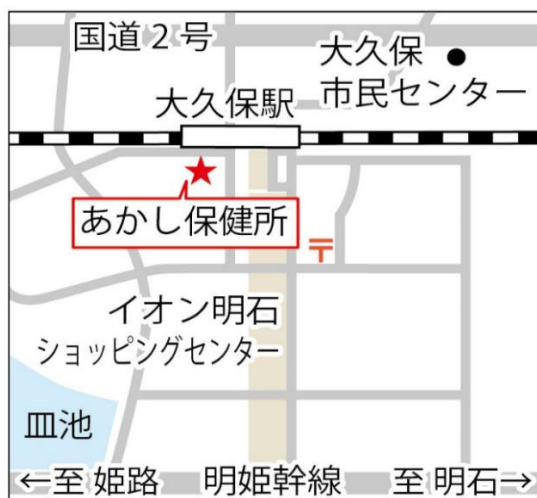 国道2号
大久保
市民センター
大久保駅
あかし保健所
〒
イオン明石
ショッピングセンター
皿池
←至 姫路 明姫幹線 至 明石→